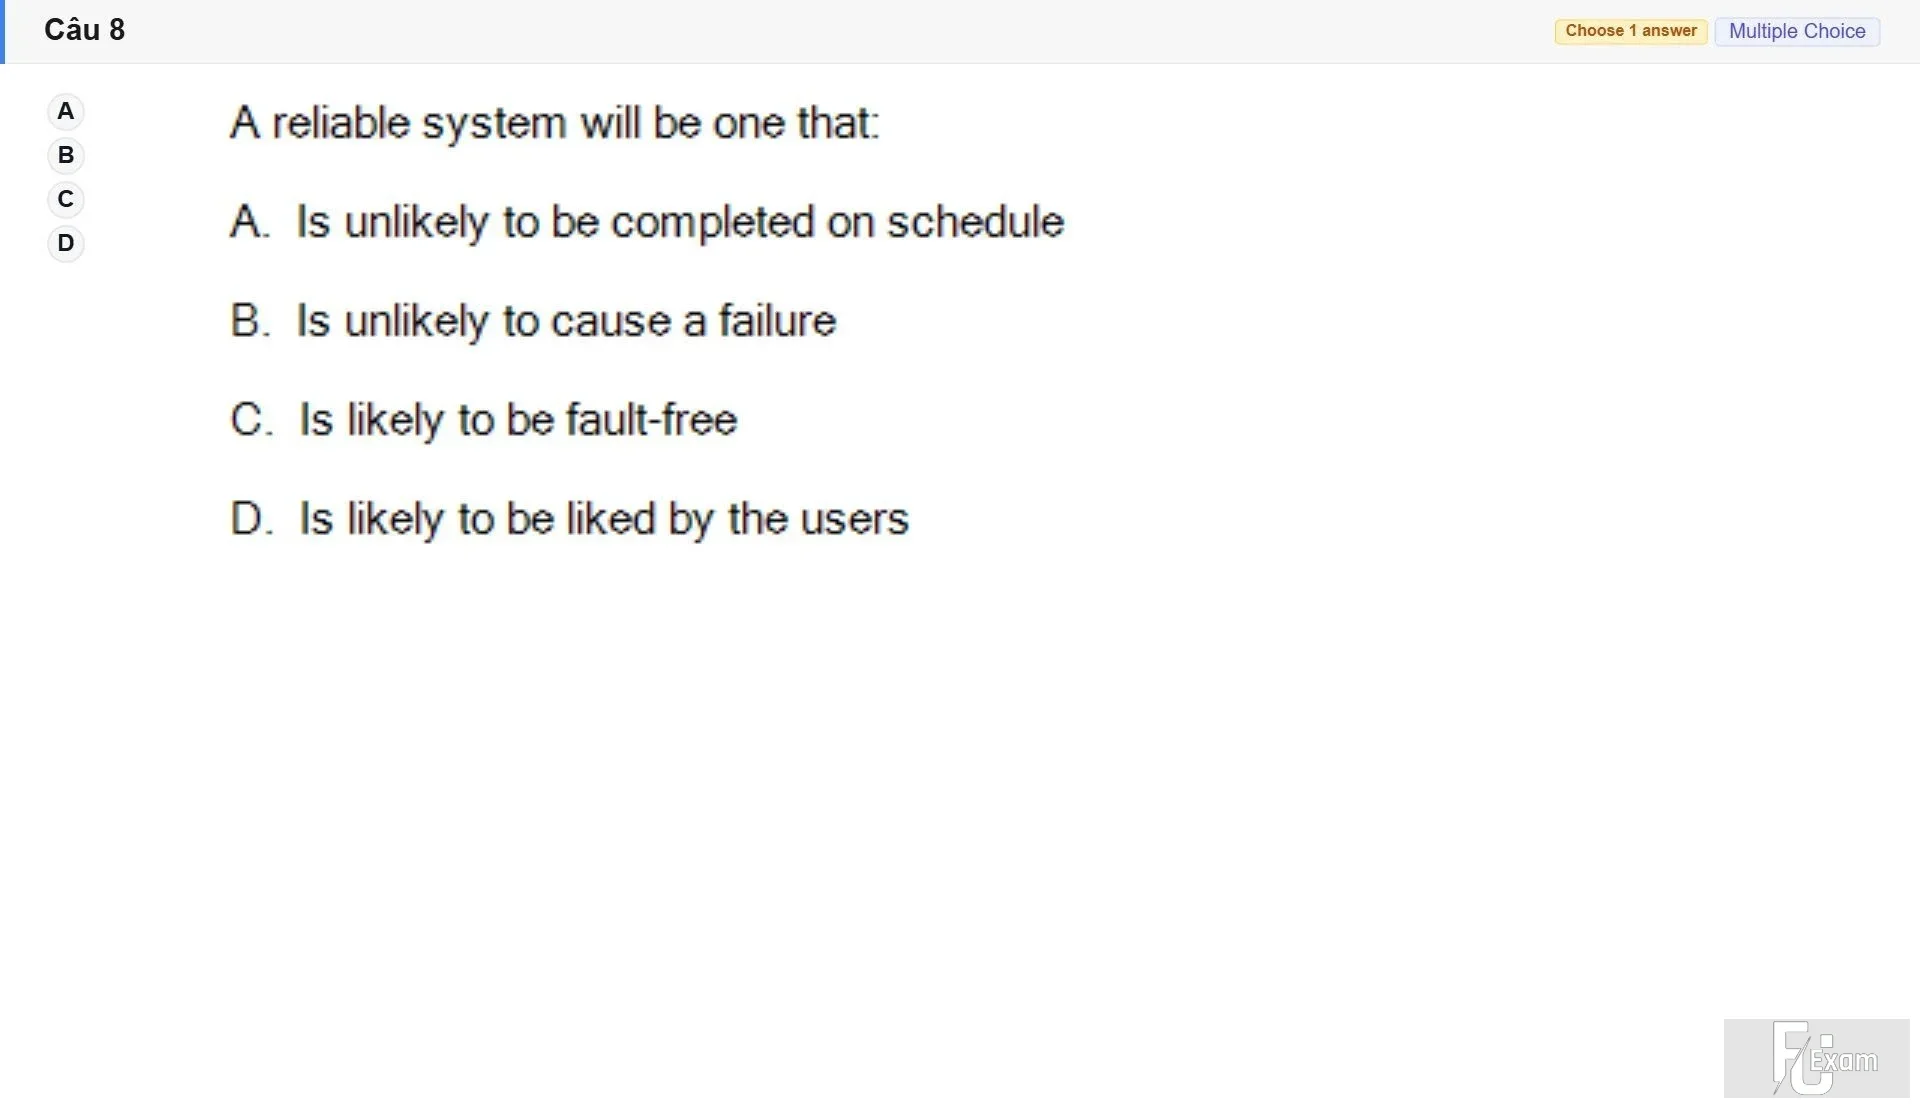 Câu 8
Choose 1 answer
Multiple Choice
A
B
C
D
A reliable system will be one that:
A. Is unlikely to be completed on schedule
B. Is unlikely to cause a failure
C. Is likely to be fault-free
D. Is likely to be liked by the users
FU Exam